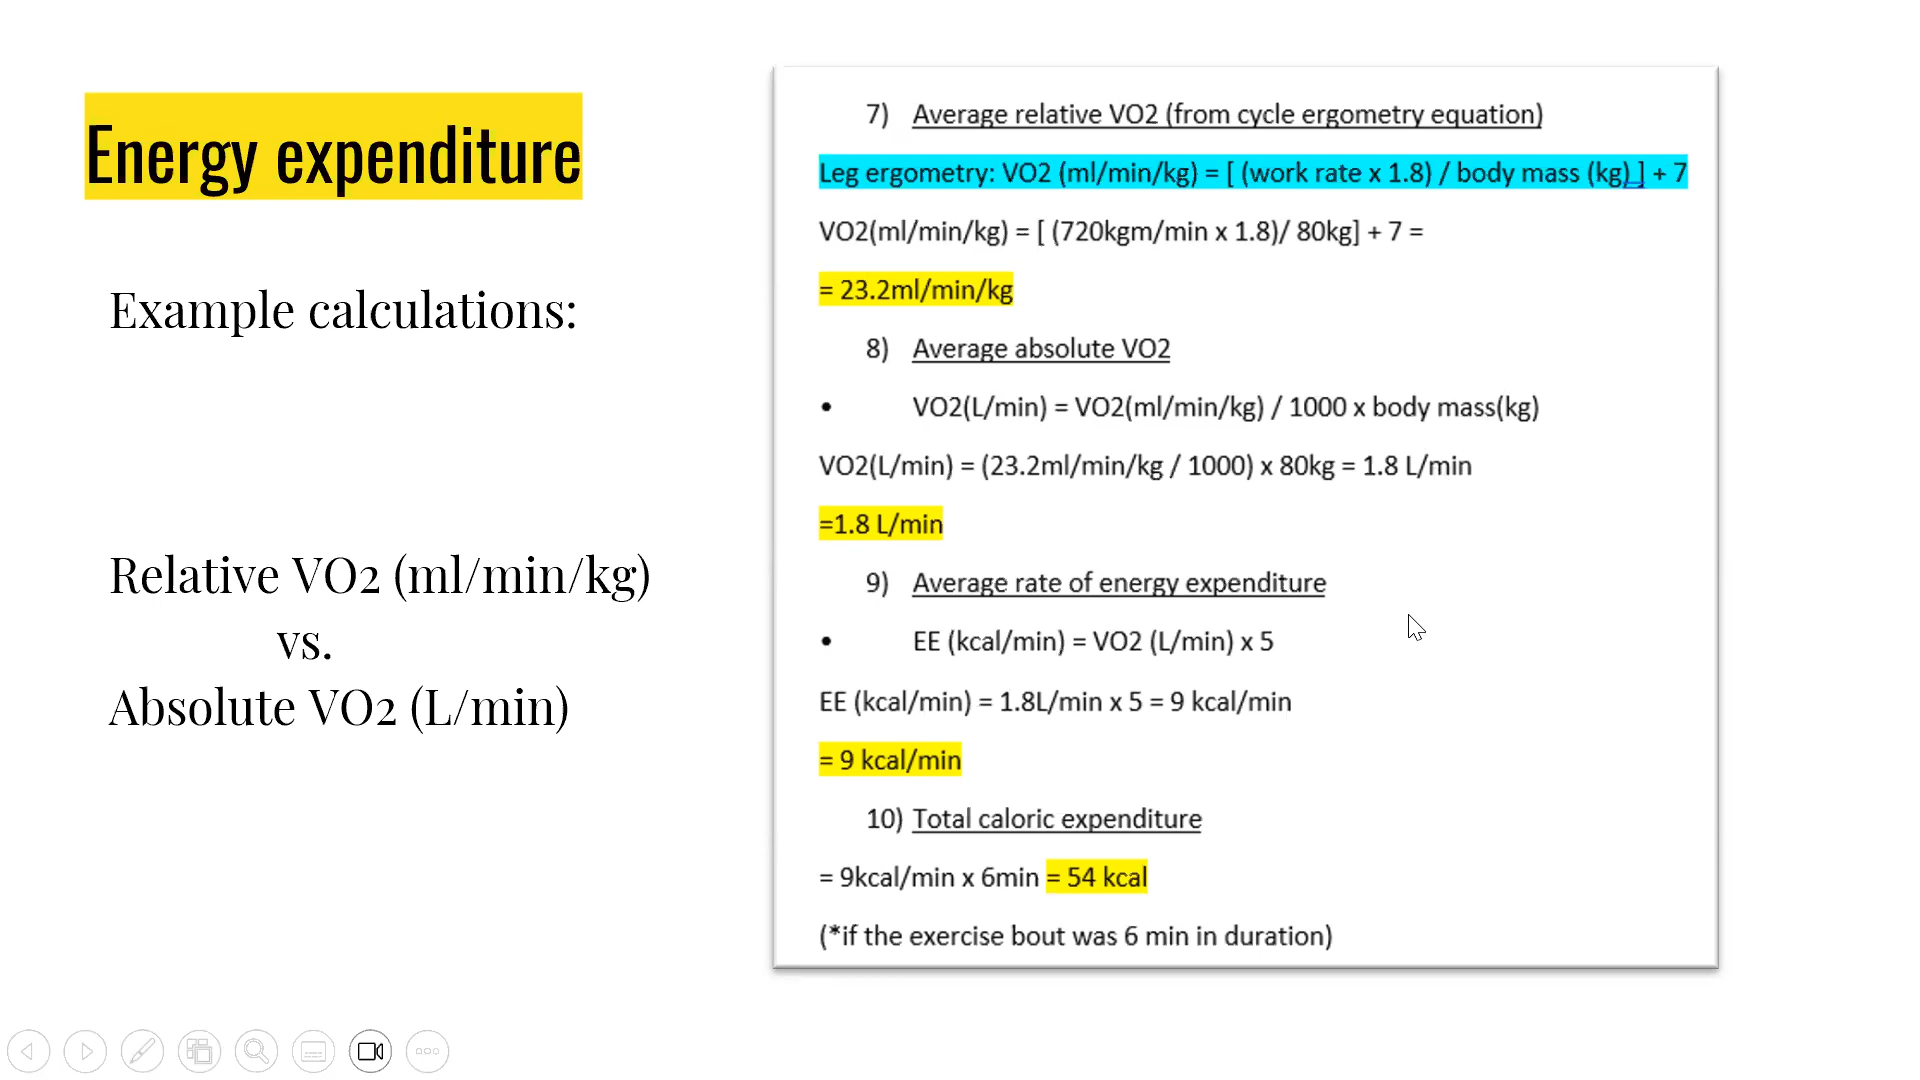 Energy expenditure
Example calculations:
Relative VO2 (ml/min/kg)
vs.
Absolute VO2 (L/min)
7) Average relative VO2 (from cycle ergometry equation)
Leg ergometry: VO2 (ml/min/kg) = [ (work rate x 1.8) / body mass (kg) ] + 7
VO2(ml/min/kg) = [ (720kgm/min x 1.8)/ 80kg] + 7 =
= 23.2ml/min/kg
8) Average absolute VO2
• VO2(L/min) = VO2(ml/min/kg) / 1000 x body mass(kg)
VO2(L/min) = (23.2ml/min/kg / 1000) x 80kg = 1.8 L/min
=1.8 L/min
9) Average rate of energy expenditure
• EE (kcal/min) = VO2 (L/min) x 5
EE (kcal/min) = 1.8L/min x 5 = 9 kcal/min
= 9 kcal/min
10) Total caloric expenditure
= 9kcal/min x 6min = 54 kcal
(*if the exercise bout was 6 min in duration)